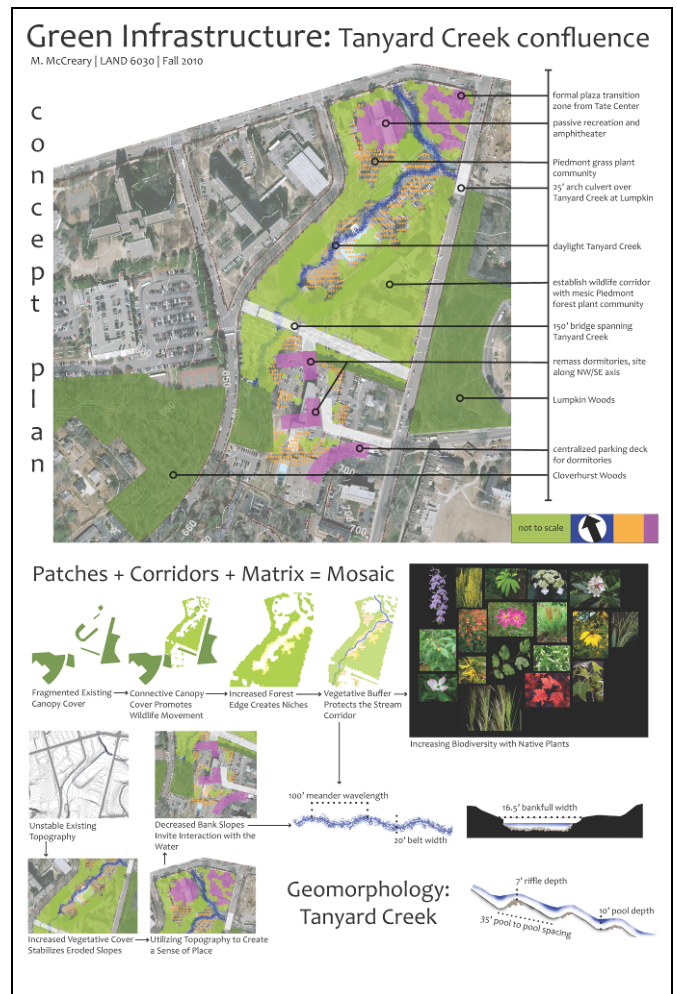 Green Infrastructure: Tanyard Creek confluence
M. McCreary | LAND 6030 | Fall 2010
concept plan
formal plaza transition
zone from Tate Center
passive recreation and
amphitheater
Piedmont grass plant
community
25' arch culvert over
Tanyard Creek at Lumpkin
daylight Tanyard Creek
establish wildlife corridor
with mesic Piedmont
forest plant community
150' bridge spanning
Tanyard Creek
remass dormitories, site
along NW/SE axis
Lumpkin Woods
centralized parking deck
for dormitories
Cloverhurst Woods
700
700
700
660
650
not to scale
Patches + Corridors + Matrix = Mosaic
Fragmented Existing
Canopy Cover
Connective Canopy
Cover Promotes
Wildlife Movement
Increased Forest
Edge Creates Niches
Vegetative Buffer
Protects the Stream
Corridor
Increasing Biodiversity with Native Plants
Unstable Existing
Topography
Decreased Bank Slopes
Invite Interaction with the
Water
100' meander wavelength
20' belt width
16.5' bankfull width
Increased Vegetative Cover
Stabilizes Eroded Slopes
Utilizing Topography to Create
a Sense of Place
Geomorphology:
Tanyard Creek
7' riffle depth
10' pool depth
35' pool to pool spacing